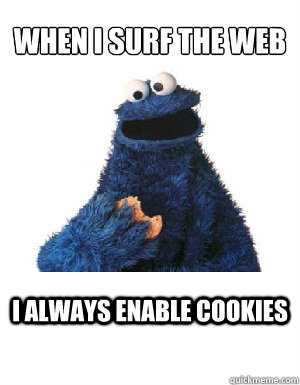 WHEN I SURF THE WEB
I ALWAYS ENABLE COOKIES
quickmeme.com